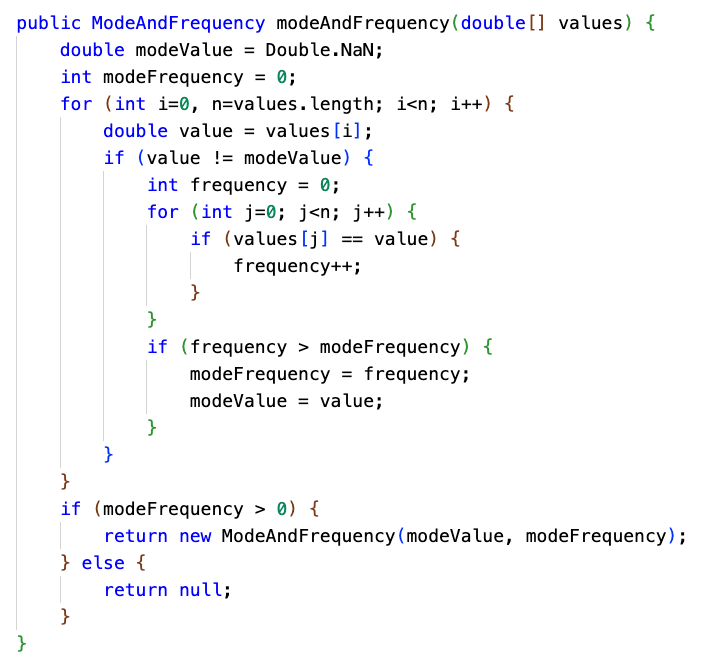 public ModeAndFrequency modeAndFrequency(double[] values) {
    double modeValue = Double.NaN;
    int modeFrequency = 0;
    for (int i=0, n=values.length; i<n; i++) {
        double value = values[i];
        if (value != modeValue) {
            int frequency = 0;
            for (int j=0; j<n; j++) {
                if (values[j] == value) {
                    frequency++;
                }
            }
            if (frequency > modeFrequency) {
                modeFrequency = frequency;
                modeValue = value;
            }
        }
    }
    if (modeFrequency > 0) {
        return new ModeAndFrequency(modeValue, modeFrequency);
    } else {
        return null;
    }
}